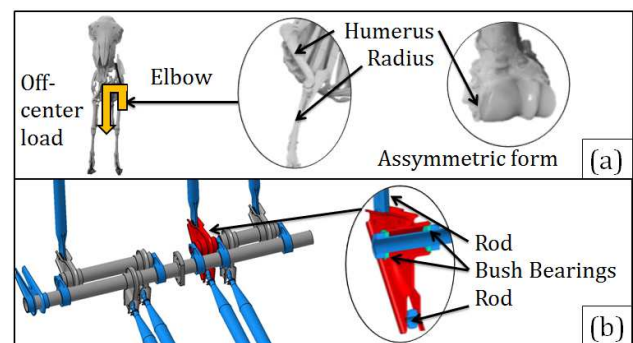 Humerus
Radius
Elbow
Off-
center
load
Assymmetric form
(a)
Rod
Bush Bearings
Rod
(b)